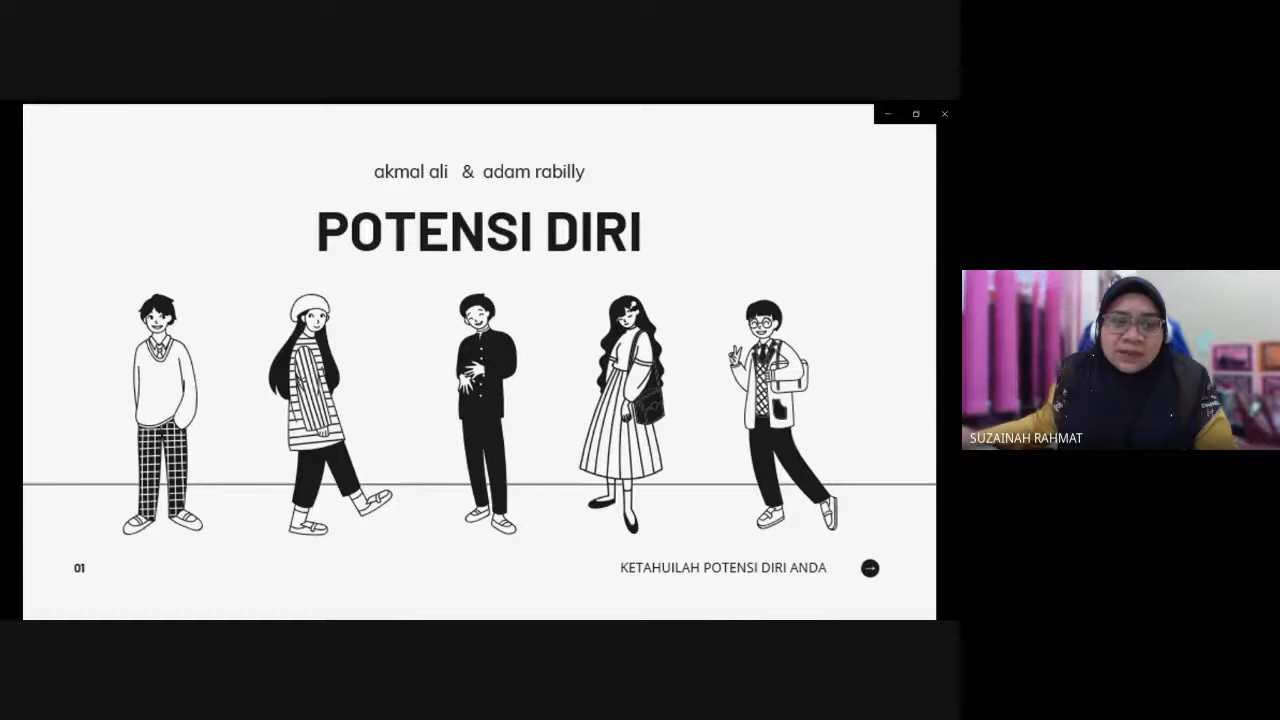 akmal ali & adam rabilly
POTENSI DIRI
01
KETAHUILAH POTENSI DIRI ANDA
SUZAINAH RAHMAT